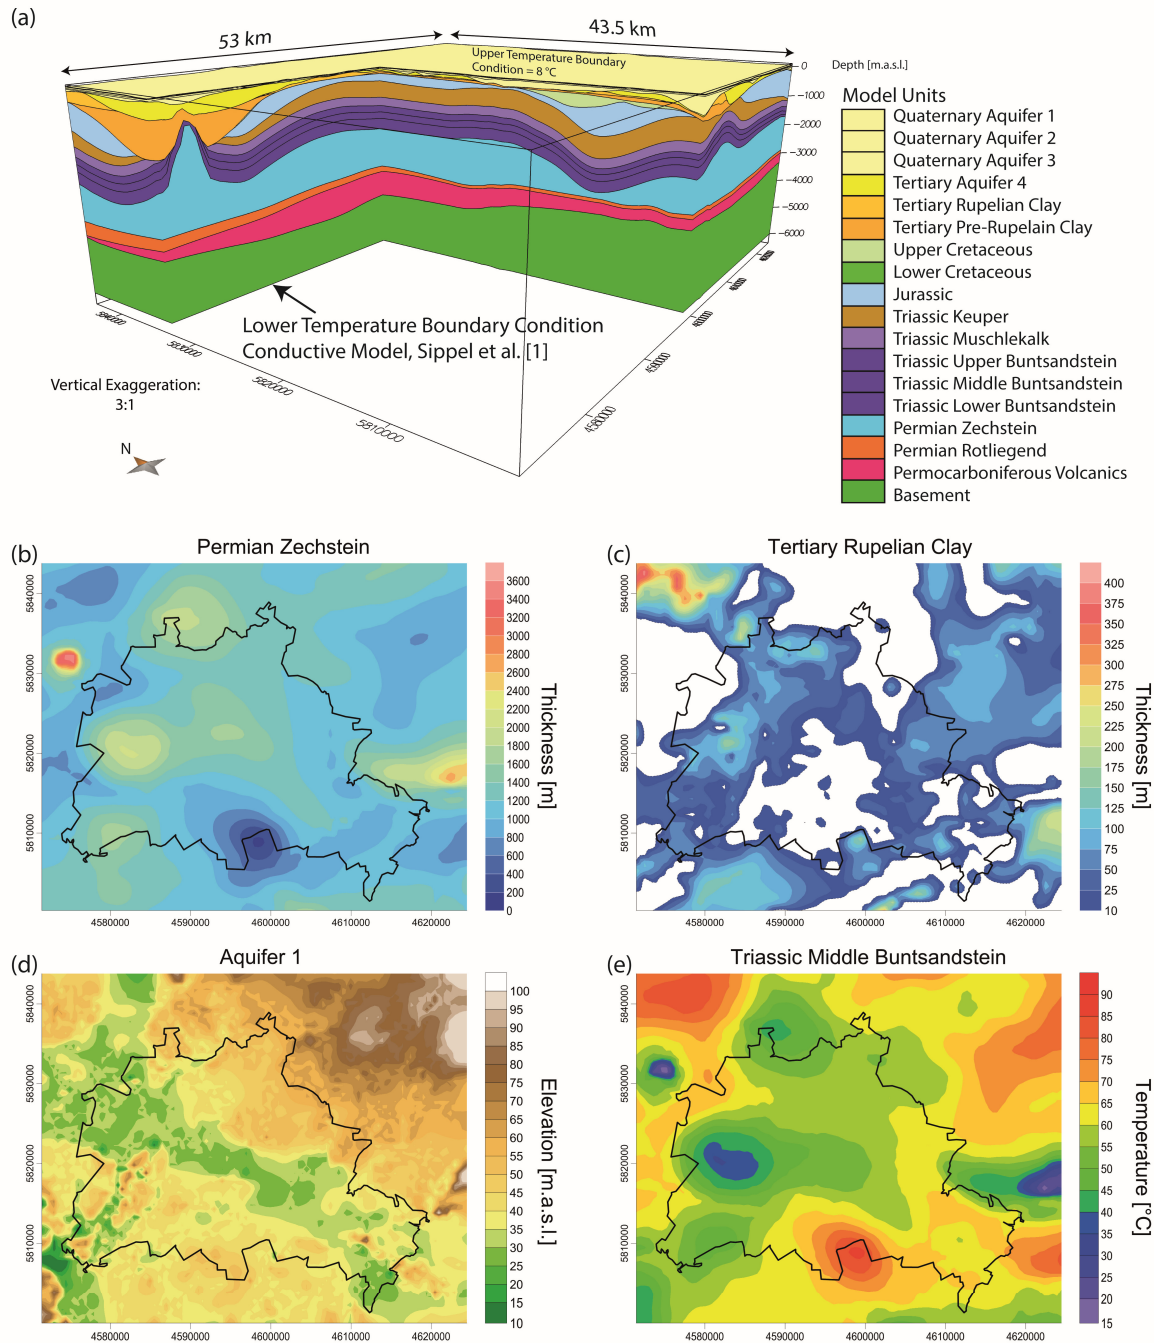 (a)
53 km
43.5 km
Upper Temperature Boundary
Condition = 8 °C
0
Depth [m.a.s.l.]
-1000
-2000
-3000
-4000
-5000
-6000
Model Units
Quaternary Aquifer 1
Quaternary Aquifer 2
Quaternary Aquifer 3
Tertiary Aquifer 4
Tertiary Rupelian Clay
Tertiary Pre-Rupelain Clay
Upper Cretaceous
Lower Cretaceous
Jurassic
Triassic Keuper
Triassic Muschlekalk
Triassic Upper Buntsandstein
Triassic Middle Buntsandstein
Triassic Lower Buntsandstein
Permian Zechstein
Permian Rotliegend
Permocarboniferous Volcanics
Basement
Lower Temperature Boundary Condition
Conductive Model, Sippel et al. [1]
5840000
5830000
5820000
5810000
4580000
4590000
4600000
Vertical Exaggeration:
3:1
N
(b)
Permian Zechstein
5840000
5830000
5820000
5810000
4580000
4590000
4600000
4610000
4620000
3600
3400
3200
3000
2800
2600
2400
2200
2000
1800
1600
1400
1200
1000
800
600
400
200
0
Thickness [m]
(c)
Tertiary Rupelian Clay
5840000
5830000
5820000
5810000
4580000
4590000
4600000
4610000
4620000
400
375
350
325
300
275
250
225
200
175
150
125
100
75
50
25
10
Thickness [m]
(d)
Aquifer 1
5840000
5830000
5820000
5810000
4580000
4590000
4600000
4610000
4620000
100
95
90
85
80
75
70
65
60
55
50
45
40
35
30
25
20
15
10
Elevation [m.a.s.l.]
(e)
Triassic Middle Buntsandstein
5840000
5830000
5820000
5810000
4580000
4590000
4600000
4610000
4620000
90
85
80
75
70
65
60
55
50
45
40
35
30
25
20
15
Temperature [°C]